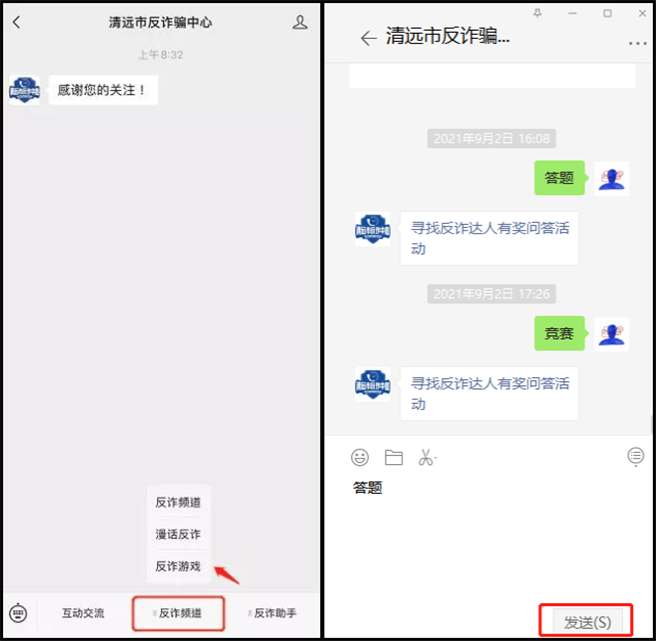 清远市反诈骗中心
上午8:32
感谢您的关注！
反诈频道
漫话反诈
反诈游戏
互动交流
反诈频道
反诈助手
清远市反诈骗...
2021年9月2日 16:08
答题
寻找反诈达人有奖问答活
动
2021年9月2日 17:26
竞赛
寻找反诈达人有奖问答活
动
答题
发送(S)